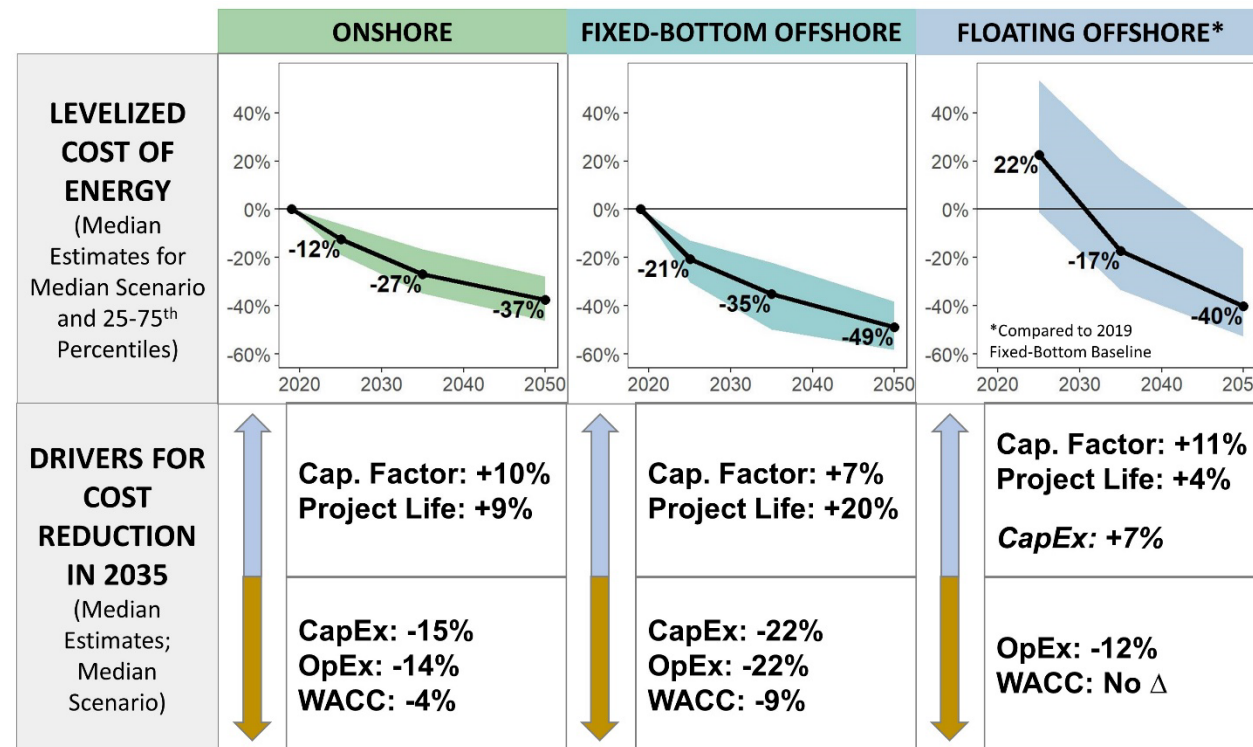 ONSHORE
FIXED-BOTTOM OFFSHORE
FLOATING OFFSHORE*
LEVELIZED
COST OF
ENERGY
(Median
Estimates for
Median Scenario
and 25-75th
Percentiles)
40%
20%
0%
-20%
-40%
-60%
-12%
-27%
-37%
2020
2030
2040
2050
40%
20%
0%
-20%
-40%
-60%
-21%
-35%
-49%
2020
2030
2040
2050
40%
20%
0%
-20%
-40%
-60%
22%
-17%
-40%
*Compared to 2019
Fixed-Bottom Baseline
2020
2030
2040
205
DRIVERS FOR
COST
REDUCTION
IN 2035
(Median
Estimates;
Median
Scenario)
Cap. Factor: +10%
Project Life: +9%
CapEx: -15%
OpEx: -14%
WACC: -4%
Cap. Factor: +7%
Project Life: +20%
CapEx: -22%
OpEx: -22%
WACC: -9%
Cap. Factor: +11%
Project Life: +4%
CapEx: +7%
OpEx: -12%
WACC: No Δ